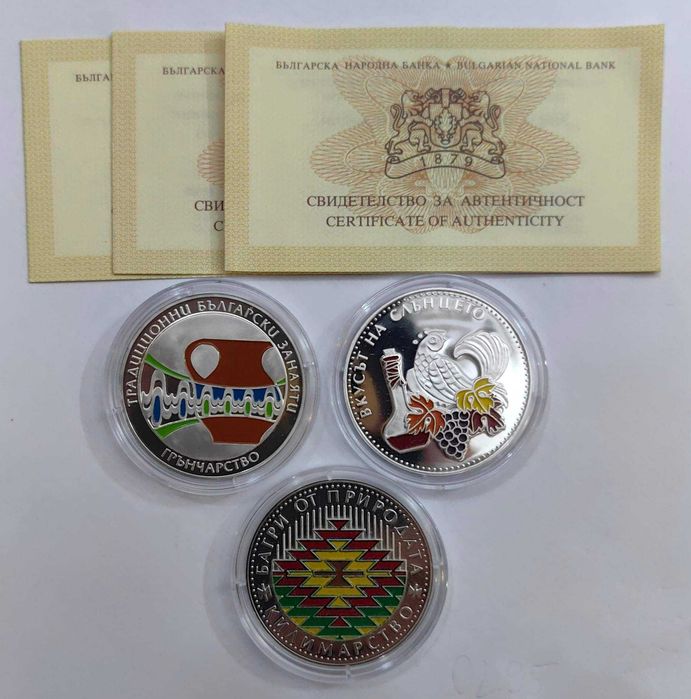 БЪЛГАРСКА НАРОДНА БАНКА ★ BULGARIAN NATIONAL BANK
1879
СВИДЕТЕЛСТВО ЗА АВТЕНТИЧНОСТ
CERTIFICATE OF AUTHENTICITY
БЪЛГАРСКА
СВИ
C
БЪЛГА
ТРАДИЦИОННИ БЪЛГАРСКИ ЗАНАЯТИ
ГРЪНЧАРСТВО
ВКУСЪТ НА СЛЪНЦЕТО
БАГРИ ОТ ПРИРОДАТА
КИЛИМАРСТВО